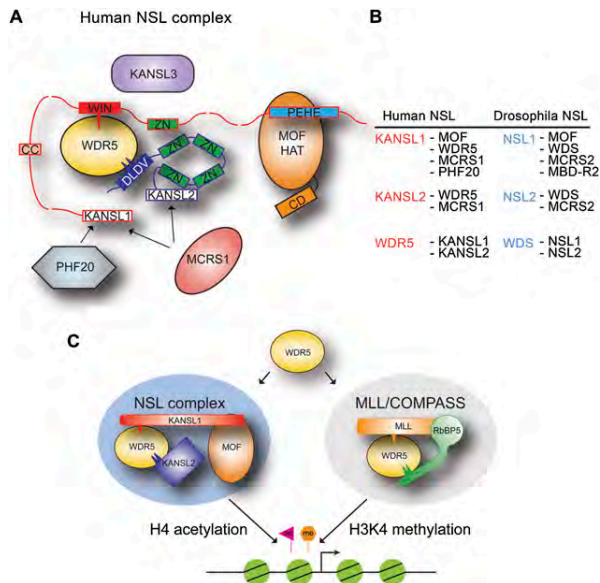 A
Human NSL complex
KANSL3
WIN
ZN
PEHE
WDR5
MOF
HAT
CC
DLDV
ZN
ZN
ZN
ZN
KANSL2
CD
KANSL1
PHF20
MCRS1
B
Human NSL Drosophila NSL
KANSL1 - MOF NSL1 - MOF
- WDR5 - WDS
- MCRS1 - MCRS2
- PHF20 - MBD-R2
KANSL2 - WDR5 NSL2 - WDS
- MCRS1 - MCRS2
WDR5 - KANSL1 WDS - NSL1
- KANSL2 - NSL2
C
WDR5
NSL complex
KANSL1
WDR5
KANSL2
MOF
MLL/COMPASS
MLL
RbBP5
WDR5
H4 acetylation
H3K4 methylation
me